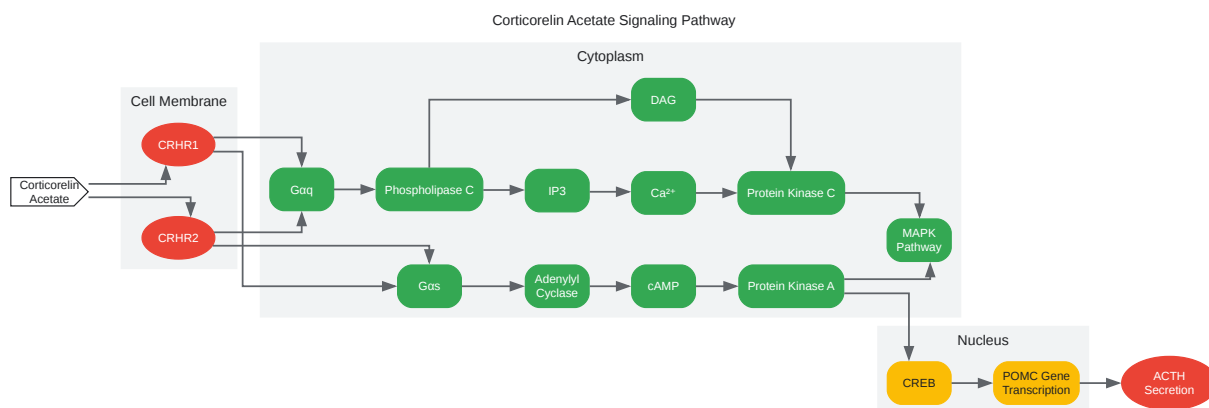 Corticorelin Acetate Signaling Pathway
Cytoplasm
Cell Membrane
DAG
CRHR1
Corticorelin
Acetate
Gαq
Phospholipase C
IP3
Ca²⁺
Protein Kinase C
CRHR2
MAPK
Pathway
Gαs
Adenylyl
Cyclase
cAMP
Protein Kinase A
Nucleus
CREB
POMC Gene
Transcription
ACTH
Secretion